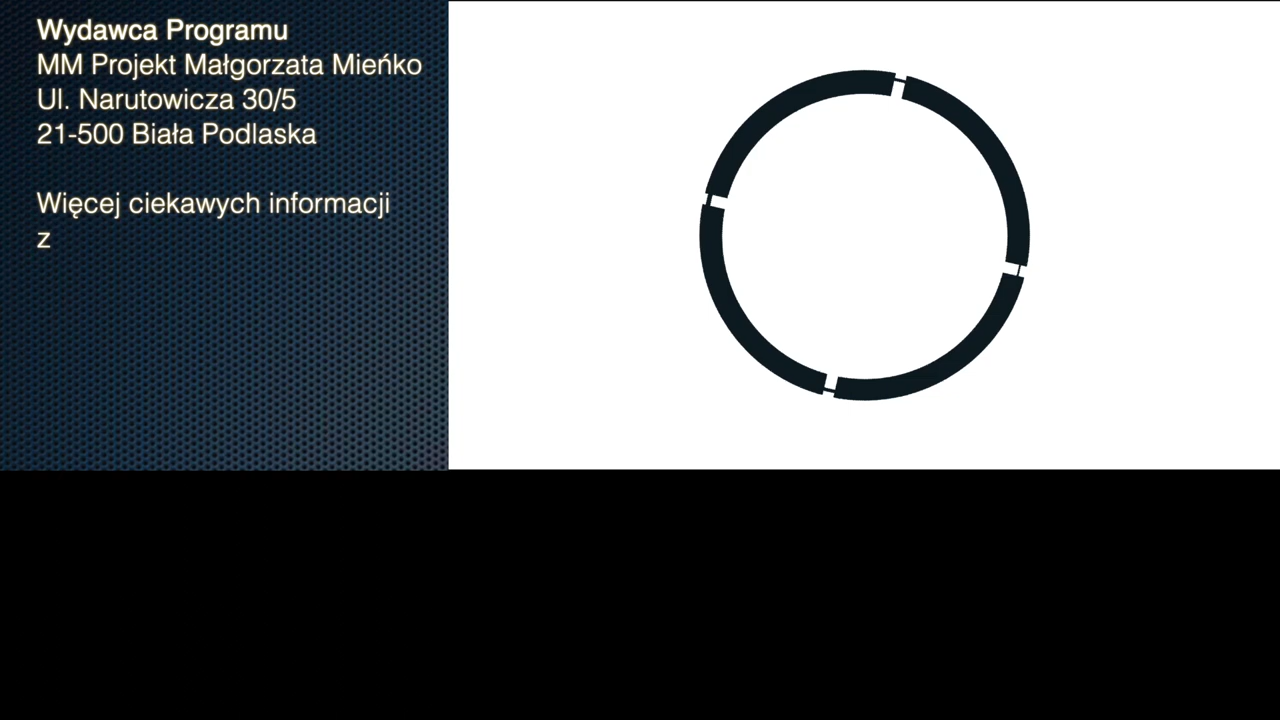 Wydawca Programu
MM Projekt Małgorzata Mieńko
Ul. Narutowicza 30/5
21-500 Biała Podlaska
Więcej ciekawych informacji
z